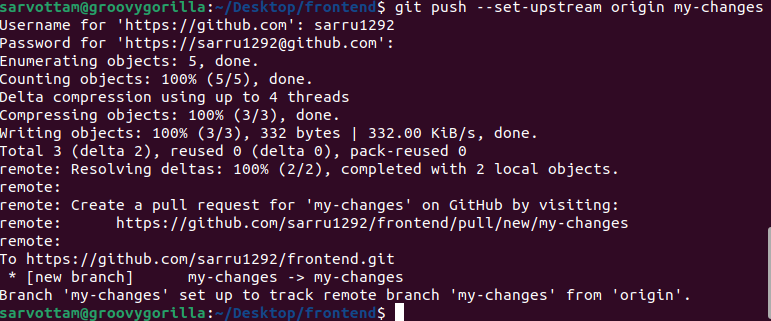 sarvottam@groovygorilla:~/Desktop/frontend$ git push --set-upstream origin my-changes
Username for 'https://github.com': sarru1292
Password for 'https://sarru1292@github.com':
Enumerating objects: 5, done.
Counting objects: 100% (5/5), done.
Delta compression using up to 4 threads
Compressing objects: 100% (3/3), done.
Writing objects: 100% (3/3), 332 bytes | 332.00 KiB/s, done.
Total 3 (delta 2), reused 0 (delta 0), pack-reused 0
remote: Resolving deltas: 100% (2/2), completed with 2 local objects.
remote:
remote: Create a pull request for 'my-changes' on GitHub by visiting:
remote:      https://github.com/sarru1292/frontend/pull/new/my-changes
remote:
To https://github.com/sarru1292/frontend.git
 * [new branch]      my-changes -> my-changes
Branch 'my-changes' set up to track remote branch 'my-changes' from 'origin'.
sarvottam@groovygorilla:~/Desktop/frontend$